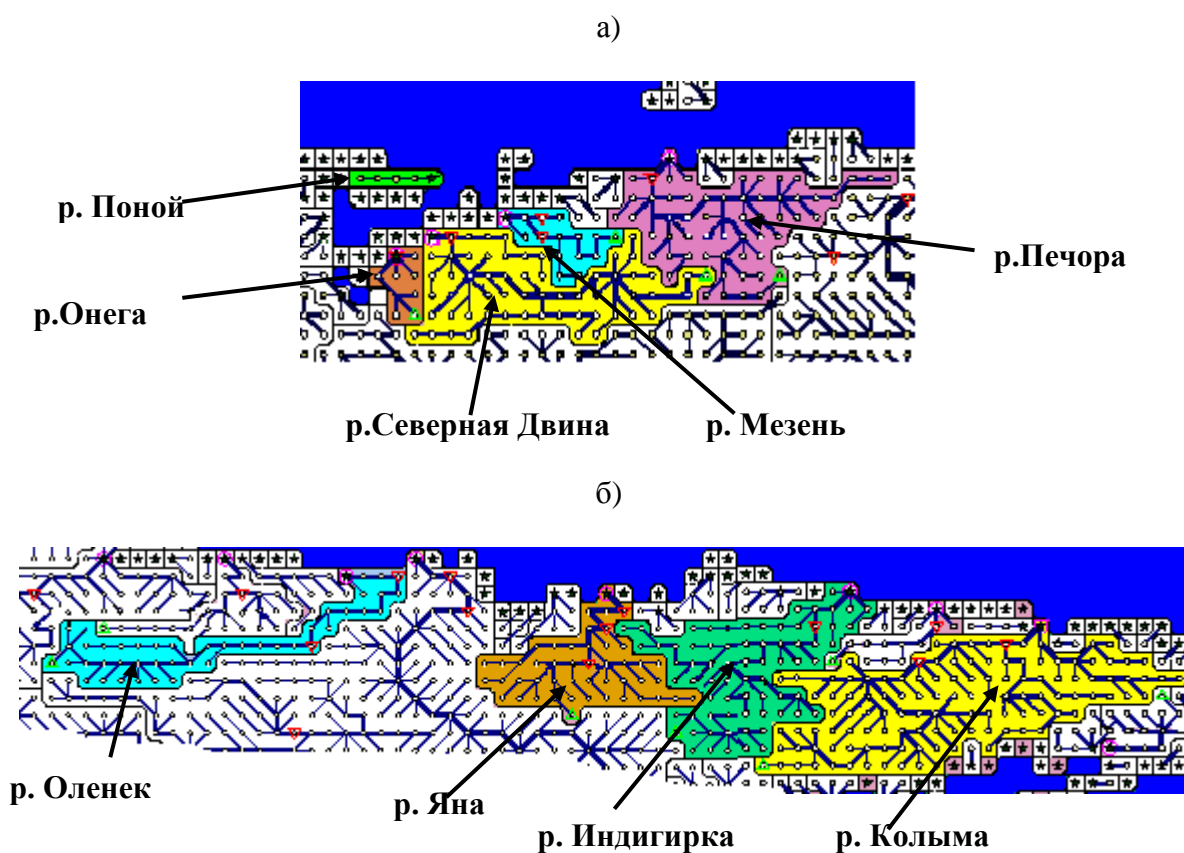 а)
р. Поной
р.Печора
р.Онега
р.Северная Двина
р. Мезень
б)
р. Оленек
р. Яна
р. Индигирка
р. Колыма